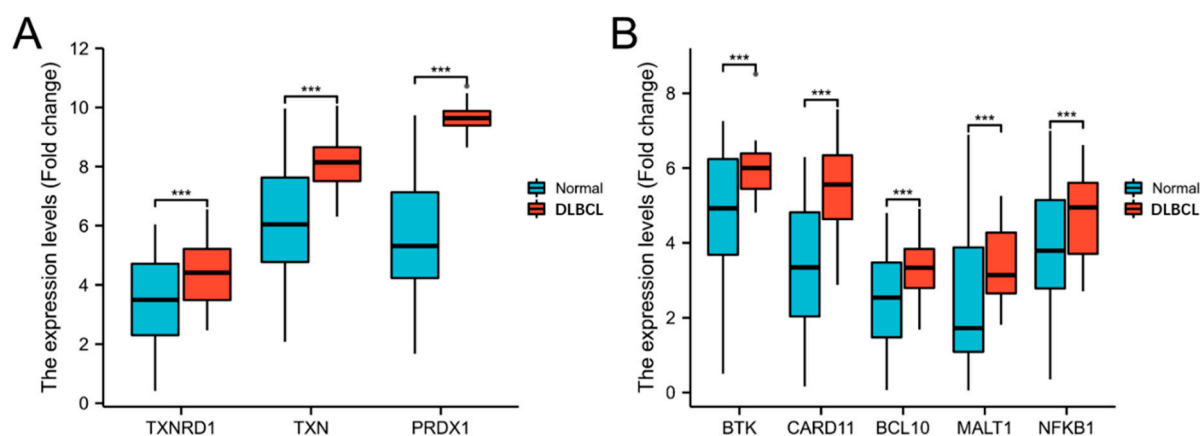 A
The expression levels (Fold change)
12
10
8
6
4
2
0
***
***
***
TXNRD1
TXN
PRDX1
Normal
DLBCL
B
The expression levels (Fold change)
8
6
4
2
0
***
***
***
***
***
BTK
CARD11
BCL10
MALT1
NFKB1
Normal
DLBCL